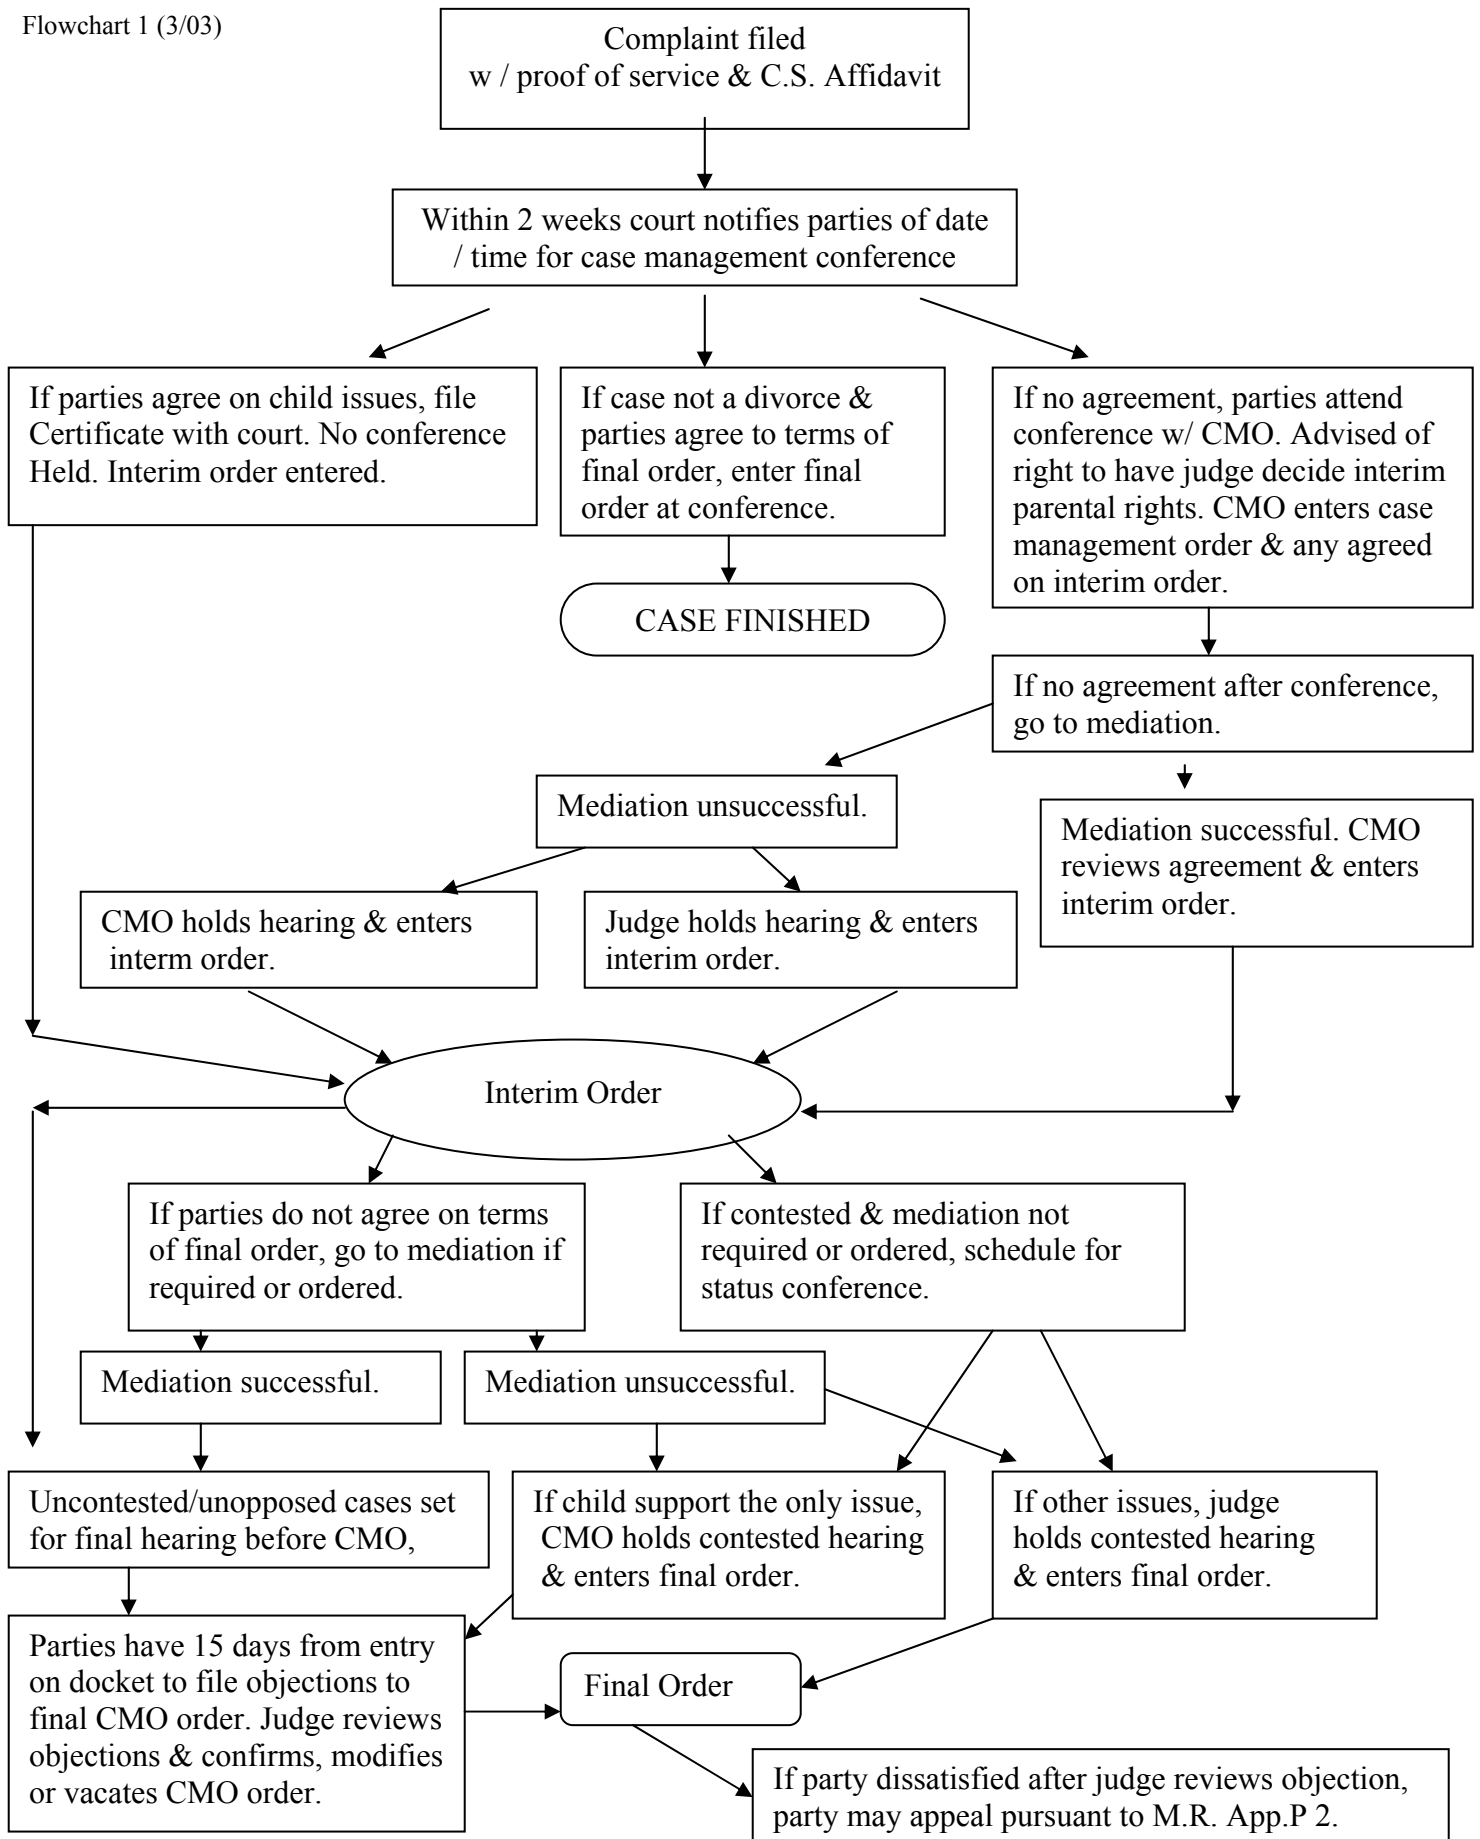 Flowchart 1 (3/03)
Complaint filed
w / proof of service & C.S. Affidavit
Within 2 weeks court notifies parties of date
/ time for case management conference
If parties agree on child issues, file
Certificate with court. No conference
Held. Interim order entered.
If case not a divorce &
parties agree to terms of
final order, enter final
order at conference.
If no agreement, parties attend
conference w/ CMO. Advised of
right to have judge decide interim
parental rights. CMO enters case
management order & any agreed
on interim order.
CASE FINISHED
If no agreement after conference,
go to mediation.
Mediation unsuccessful.
Mediation successful. CMO
reviews agreement & enters
interim order.
CMO holds hearing & enters
interm order.
Judge holds hearing & enters
interim order.
Interim Order
If parties do not agree on terms
of final order, go to mediation if
required or ordered.
If contested & mediation not
required or ordered, schedule for
status conference.
Mediation successful.
Mediation unsuccessful.
Uncontested/unopposed cases set
for final hearing before CMO,
If child support the only issue,
CMO holds contested hearing
& enters final order.
If other issues, judge
holds contested hearing
& enters final order.
Parties have 15 days from entry
on docket to file objections to
final CMO order. Judge reviews
objections & confirms, modifies
or vacates CMO order.
Final Order
If party dissatisfied after judge reviews objection,
party may appeal pursuant to M.R. App.P 2.